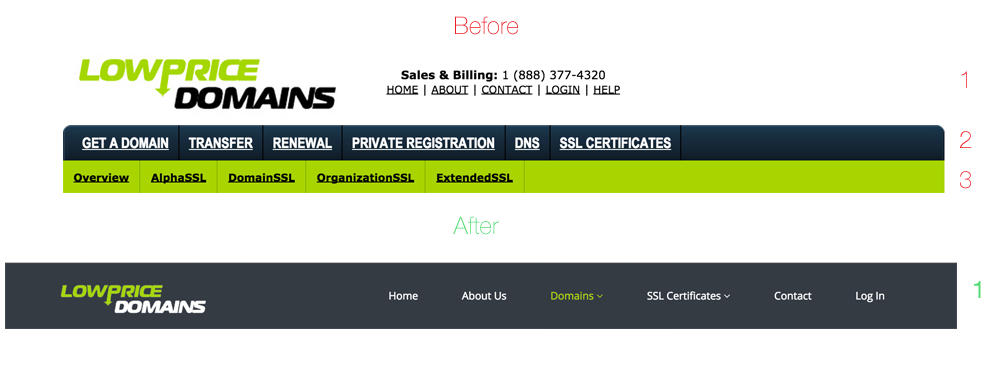 Before
LOWPRICE
DOMAINS
Sales & Billing: 1 (888) 377-4320
HOME | ABOUT | CONTACT | LOGIN | HELP
1
GET A DOMAIN TRANSFER RENEWAL PRIVATE REGISTRATION DNS SSL CERTIFICATES
2
Overview AlphaSSL DomainSSL OrganizationSSL ExtendedSSL
3
After
LOWPRICE
DOMAINS
Home About Us Domains SSL Certificates Contact Log In
1